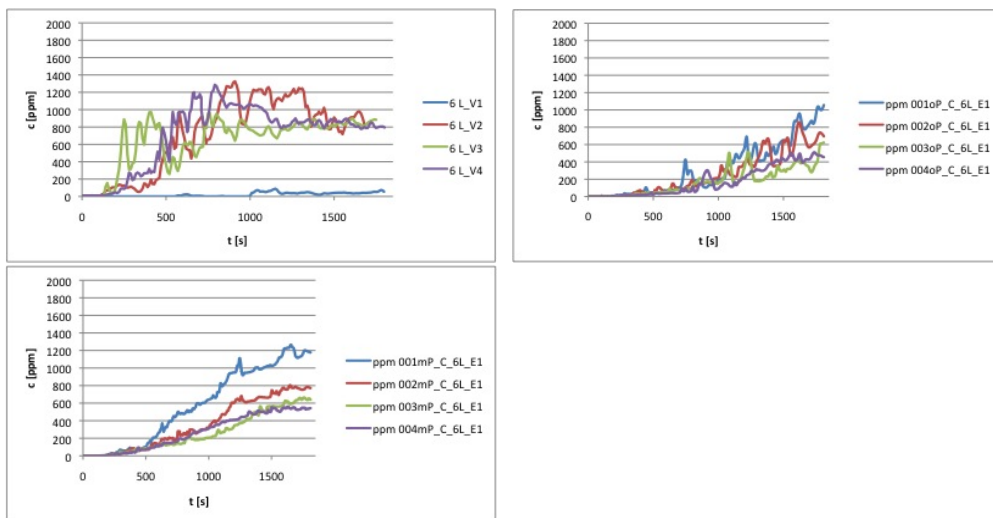 2000
1800
1600
1400
1200
1000
800
600
400
200
0
c [ppm]
0 500 1000 1500
t [s]
6 L_V1
6 L_V2
6 L_V3
6 L_V4
2000
1800
1600
1400
1200
1000
800
600
400
200
0
c [ppm]
0 500 1000 1500
t [s]
ppm 001oP_C_6L_E1
ppm 002oP_C_6L_E1
ppm 003oP_C_6L_E1
ppm 004oP_C_6L_E1
2000
1800
1600
1400
1200
1000
800
600
400
200
0
c [ppm]
0 500 1000 1500
t [s]
ppm 001mP_C_6L_E1
ppm 002mP_C_6L_E1
ppm 003mP_C_6L_E1
ppm 004mP_C_6L_E1